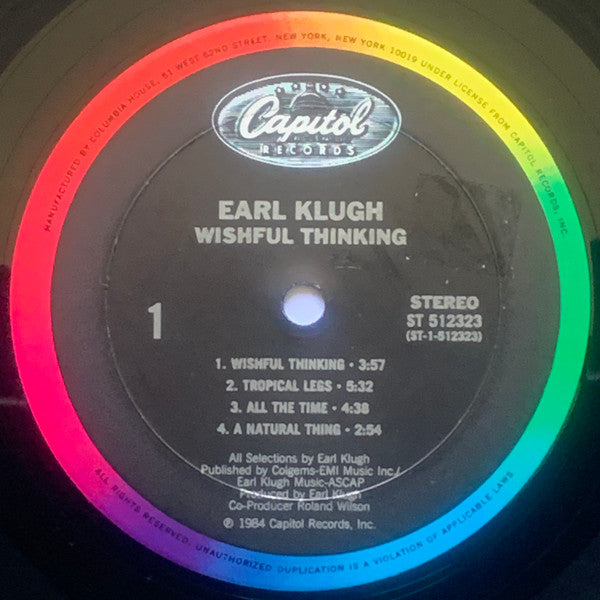 MANUFACTURED BY COLUMBIA HOUSE, 51 WEST 52ND STREET, NEW YORK, NEW YORK 10019 UNDER LICENSE FROM CAPITOL RECORDS, INC.
Capitol
RECORDS
EARL KLUGH
WISHFUL THINKING
1
STEREO
ST 512323
(ST-1-512323)
1. WISHFUL THINKING • 3:57
2. TROPICAL LEGS • 5:32
3. ALL THE TIME • 4:38
4. A NATURAL THING • 2:54
All Selections by Earl Klugh
Published by Colgems-EMI Music Inc./
Earl Klugh Music-ASCAP
Produced by Earl Klugh
Co-Producer Roland Wilson
℗ 1984 Capitol Records, Inc.
ALL RIGHTS RESERVED. UNAUTHORIZED DUPLICATION IS A VIOLATION OF APPLICABLE LAWS